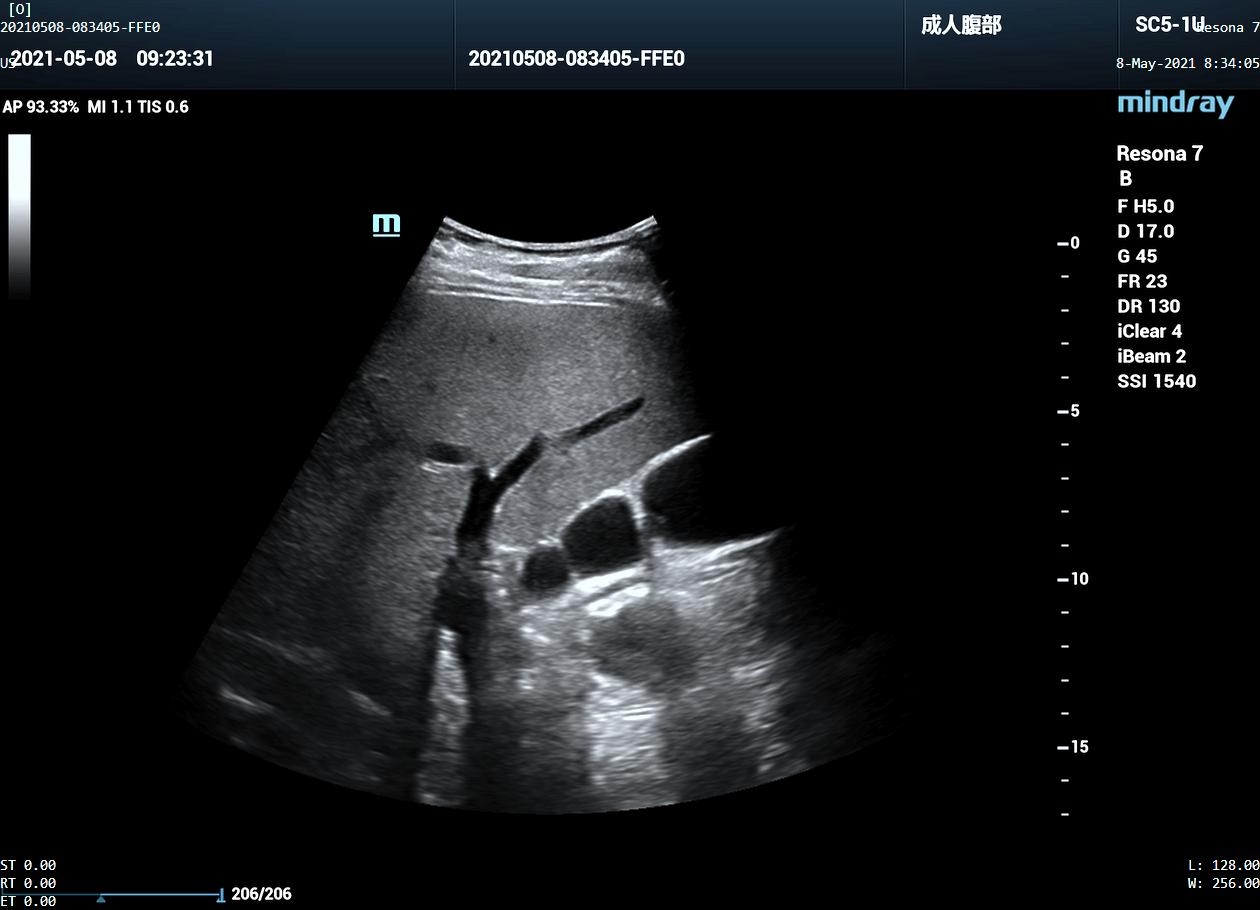 [O]
20210508-083405-FFE0
US
2021-05-08 09:23:31
20210508-083405-FFE0
成人腹部
SC5-1U
Resona 7
8-May-2021 8:34:05
AP 93.33% MI 1.1 TIS 0.6
mindray
Resona 7
B
F H5.0
D 17.0
G 45
FR 23
DR 130
iClear 4
iBeam 2
SSI 1540
m
0
5
10
15
ST 0.00
RT 0.00
ET 0.00
206/206
L: 128.00
W: 256.00